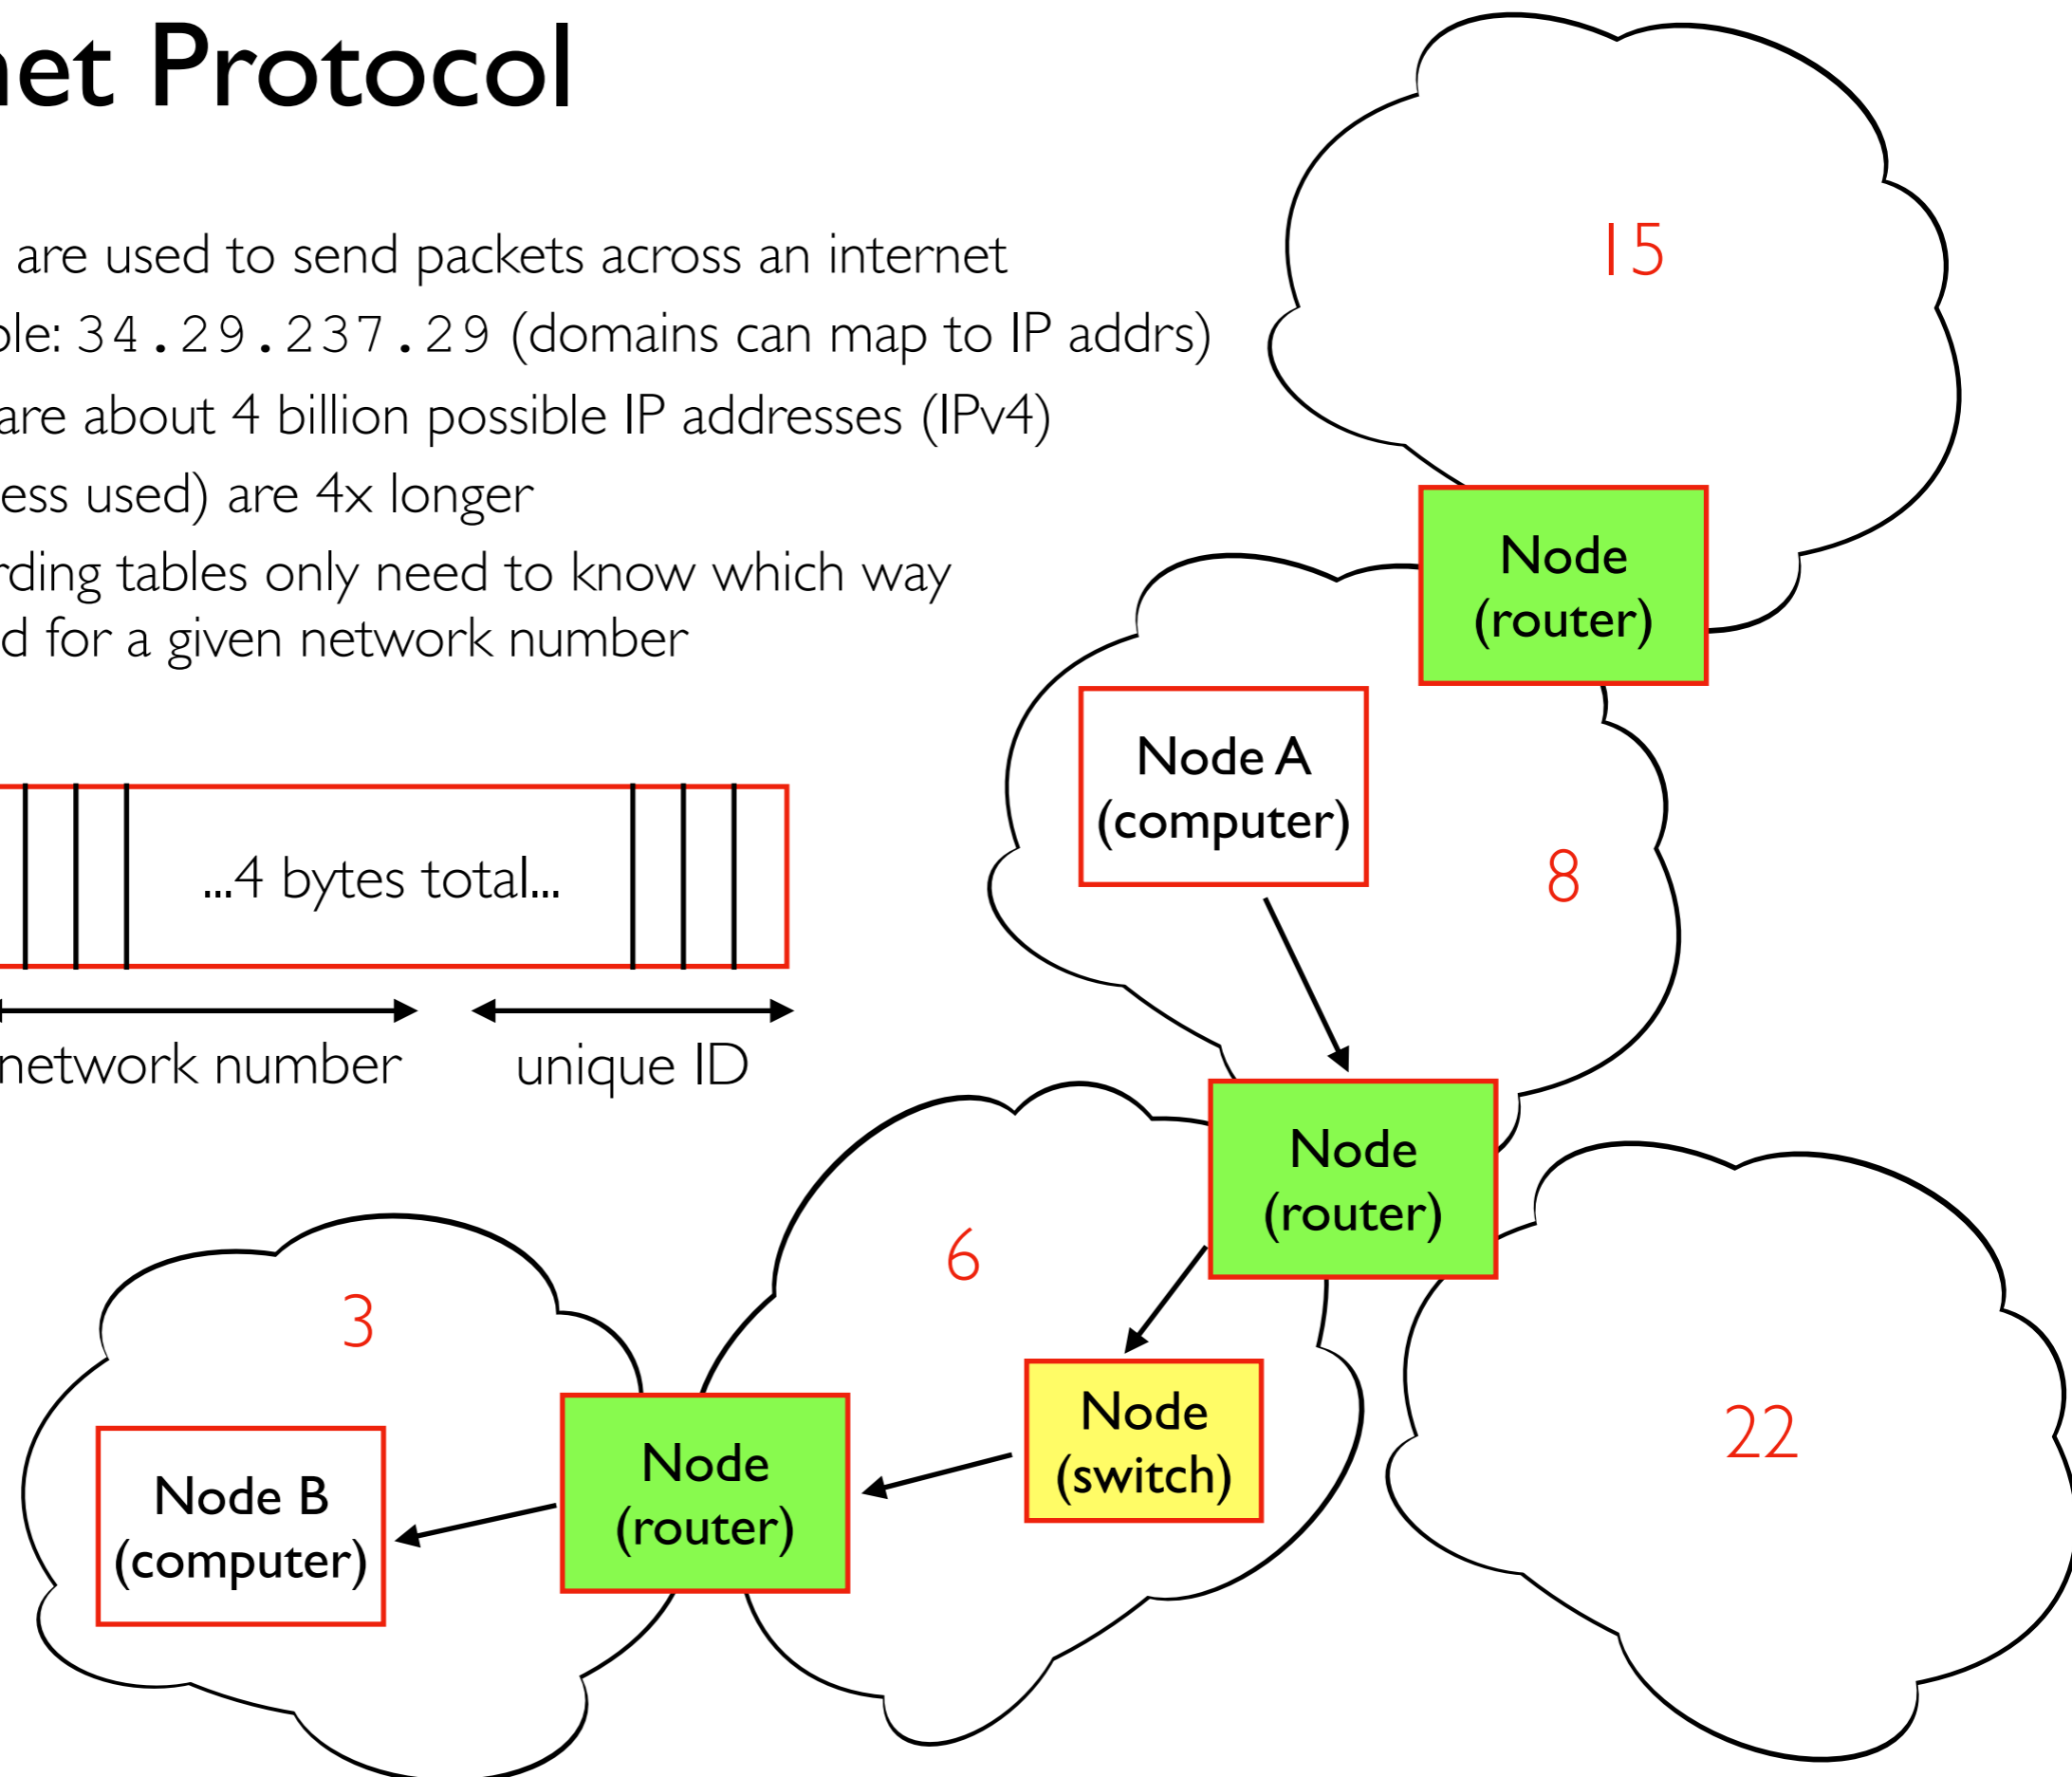 net Protocol
are used to send packets across an internet
ple: 34.29.237.29 (domains can map to IP addrs)
are about 4 billion possible IP addresses (IPv4)
ess used) are 4x longer
rding tables only need to know which way
d for a given network number
...4 bytes total...
network number
unique ID
15
Node
(router)
Node A
(computer)
8
Node
(router)
6
3
Node
(switch)
22
Node
(router)
Node B
(computer)